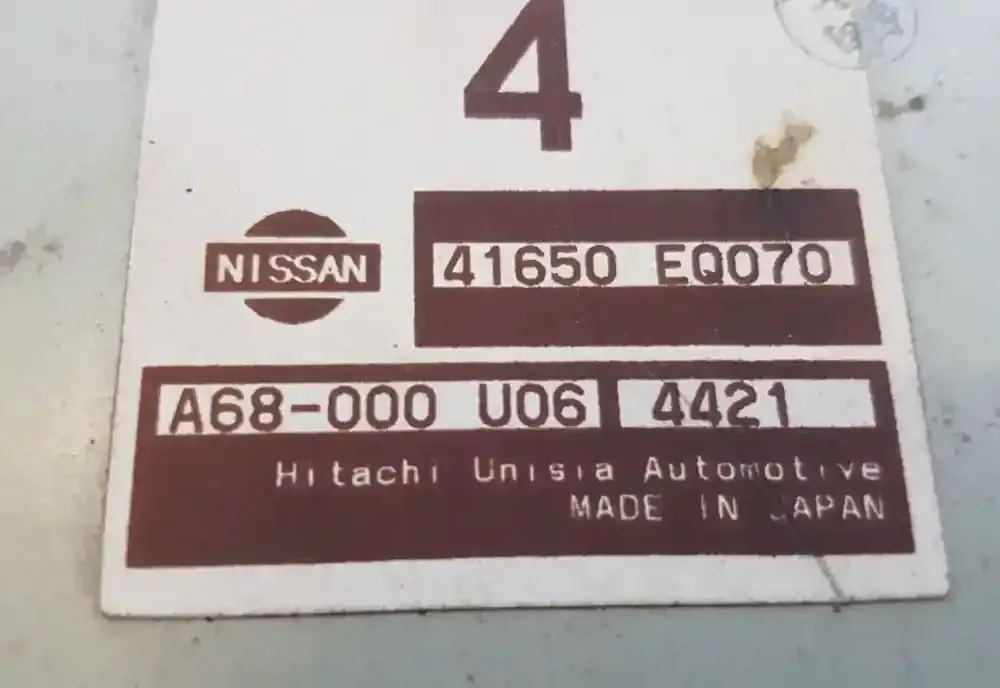 4
NISSAN
41650 EQ070
A68-000 U06 4421
Hitachi Unisia Automotive
MADE IN JAPAN